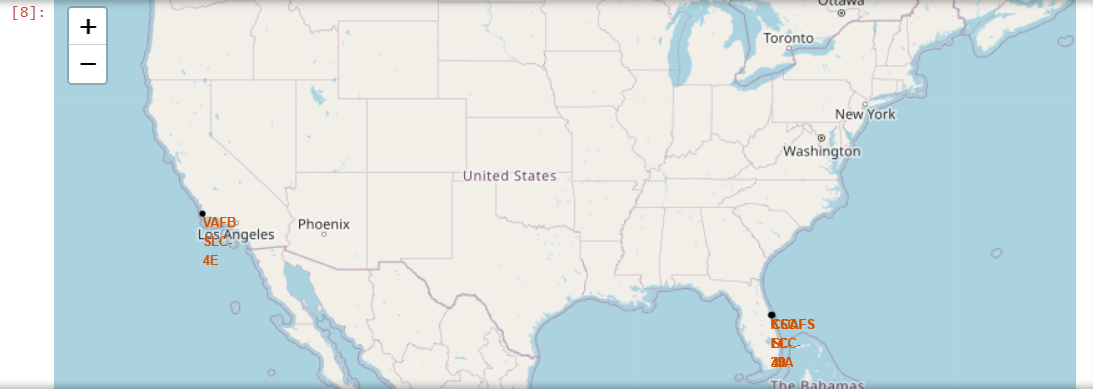 [8]:
+
−
Ottawa
Toronto
New York
Washington
United States
Phoenix
Los Angeles
VAFB
SLC-
4E
The Bahamas